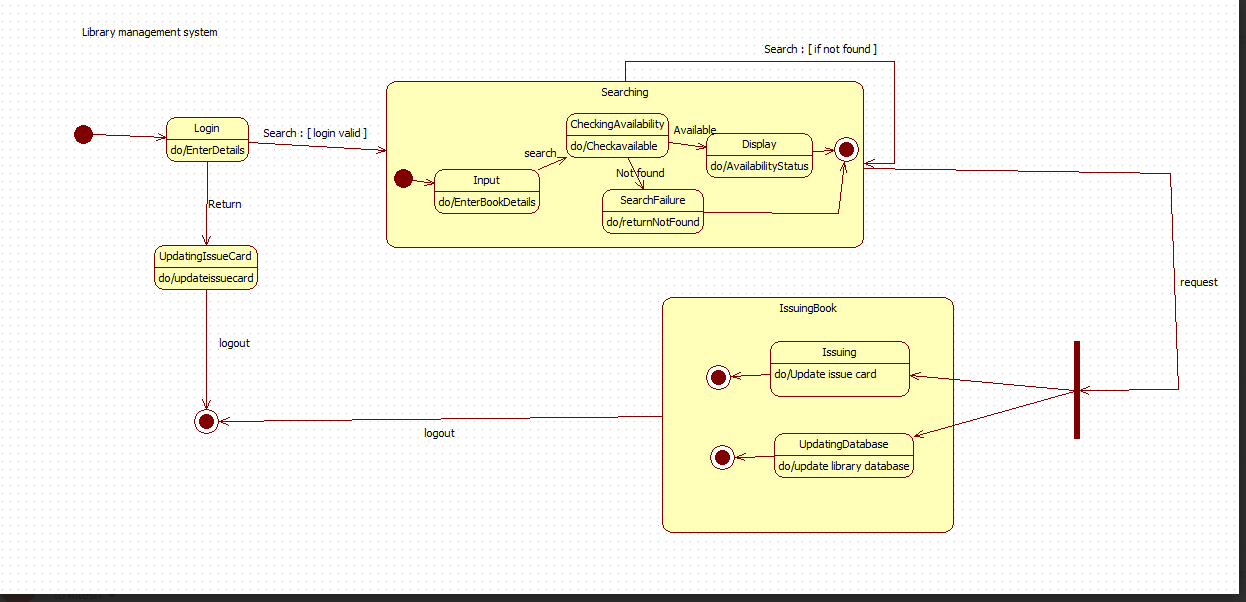 Library management system
Search : [ if not found ]
Searching
Login
do/EnterDetails
Search : [ login valid ]
CheckingAvailability
do/Checkavailable
Available
Display
do/AvailabilityStatus
search
Input
do/EnterBookDetails
Not found
SearchFailure
do/returnNotFound
Return
UpdatingIssueCard
do/updateissuecard
request
IssuingBook
logout
Issuing
do/Update issue card
logout
UpdatingDatabase
do/update library database